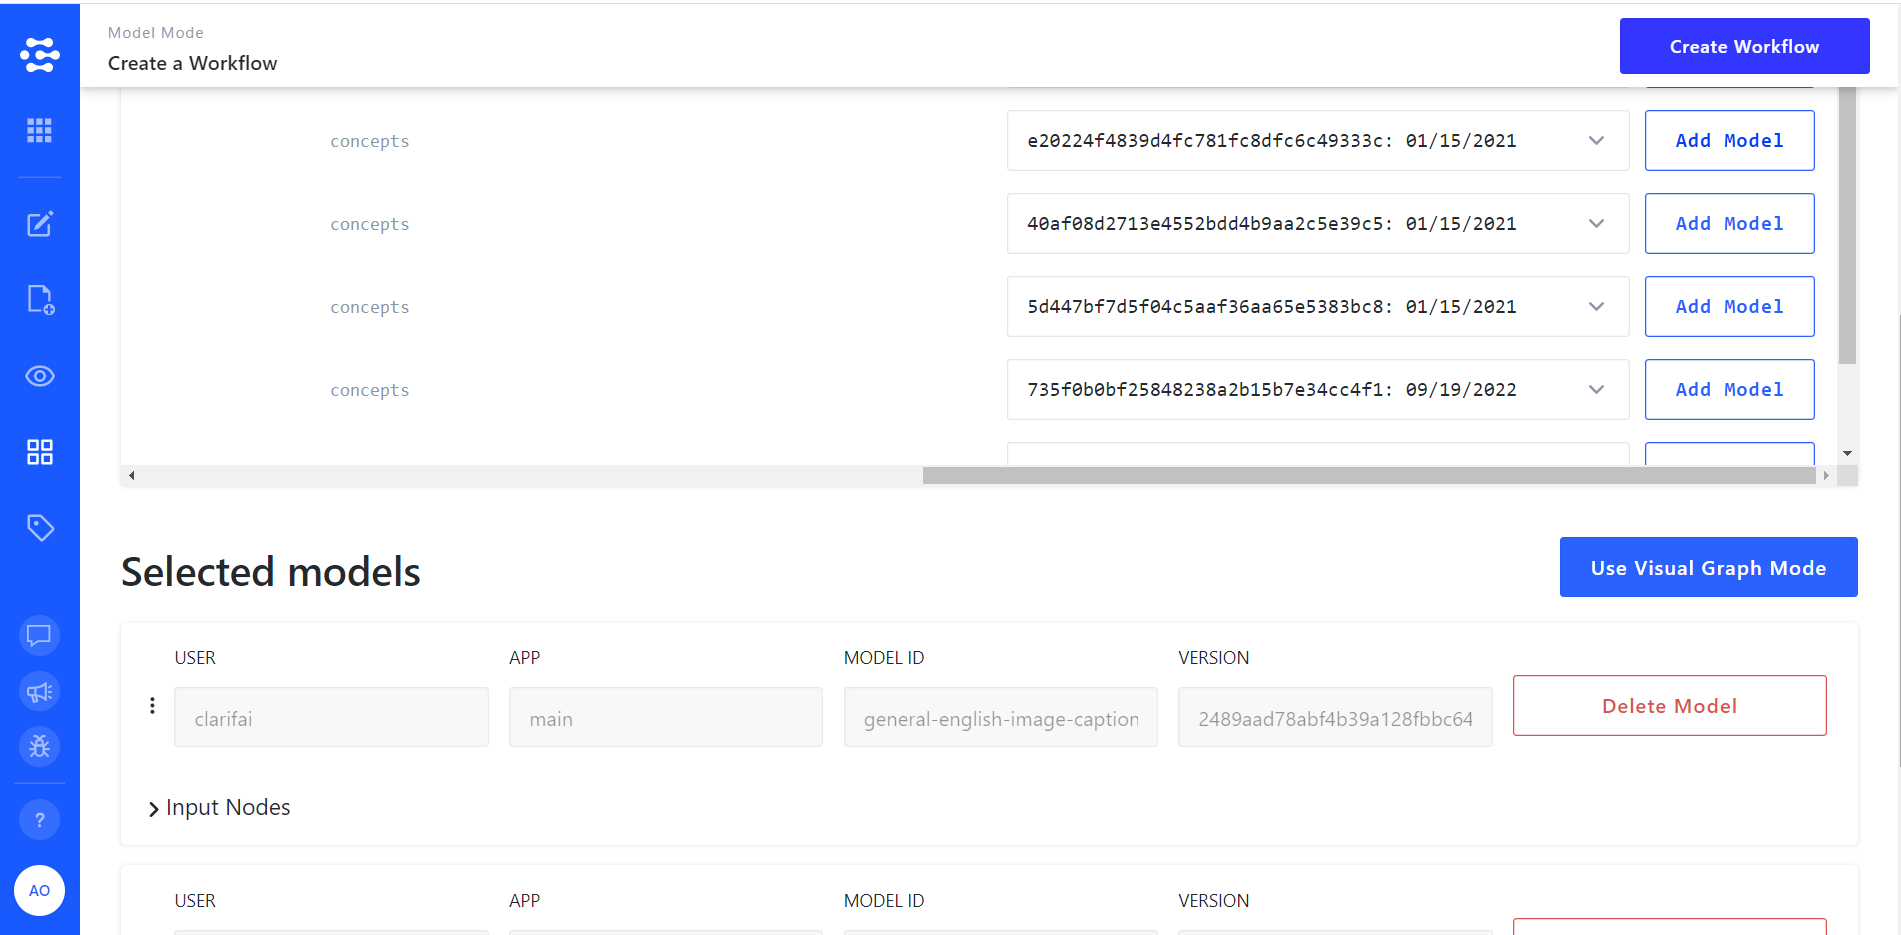 Model Mode
Create a Workflow
Create Workflow
concepts e20224f4839d4fc781fc8dfc6c49333c: 01/15/2021 Add Model
concepts 40af08d2713e4552bdd4b9aa2c5e39c5: 01/15/2021 Add Model
concepts 5d447bf7d5f04c5aaf36aa65e5383bc8: 01/15/2021 Add Model
concepts 735f0b0bf25848238a2b15b7e34cc4f1: 09/19/2022 Add Model
Selected models
Use Visual Graph Mode
USER APP MODEL ID VERSION
clarifai main general-english-image-caption 2489aad78abf4b39a128fbbc64 Delete Model
Input Nodes
?
AO
USER APP MODEL ID VERSION